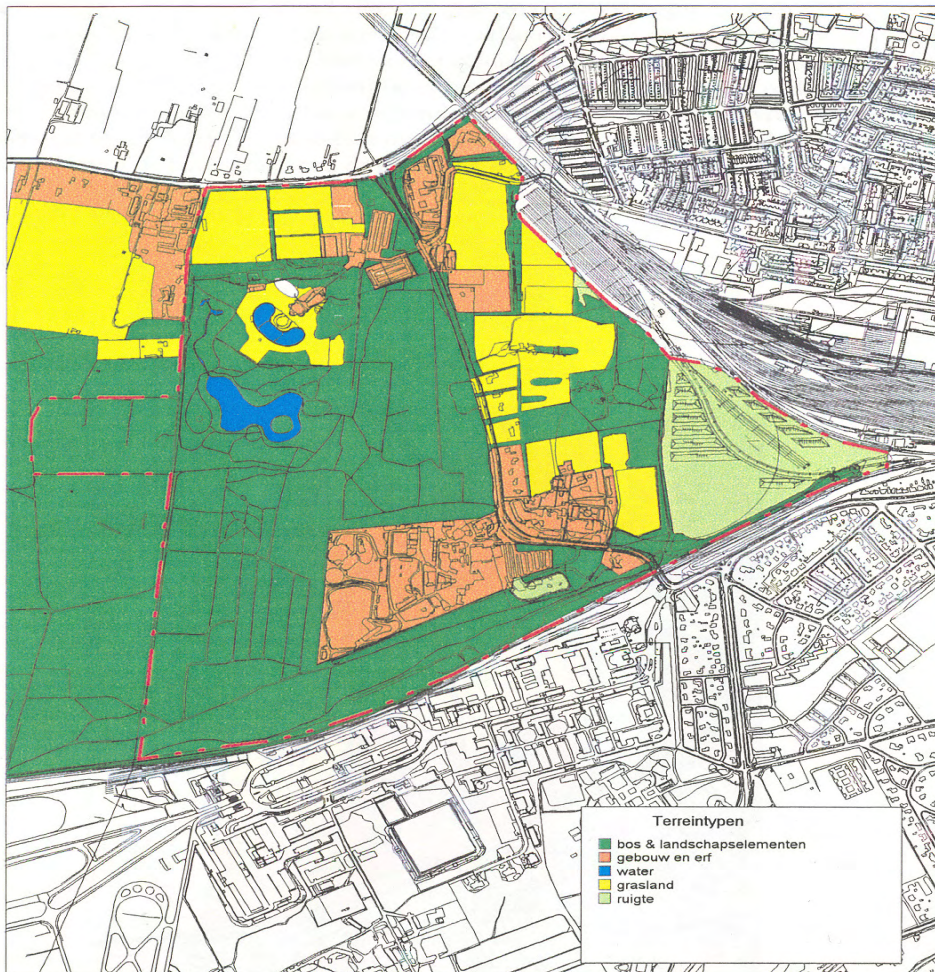 Terreintypen
bos & landschapselementen
gebouw en erf
water
grasland
ruigte